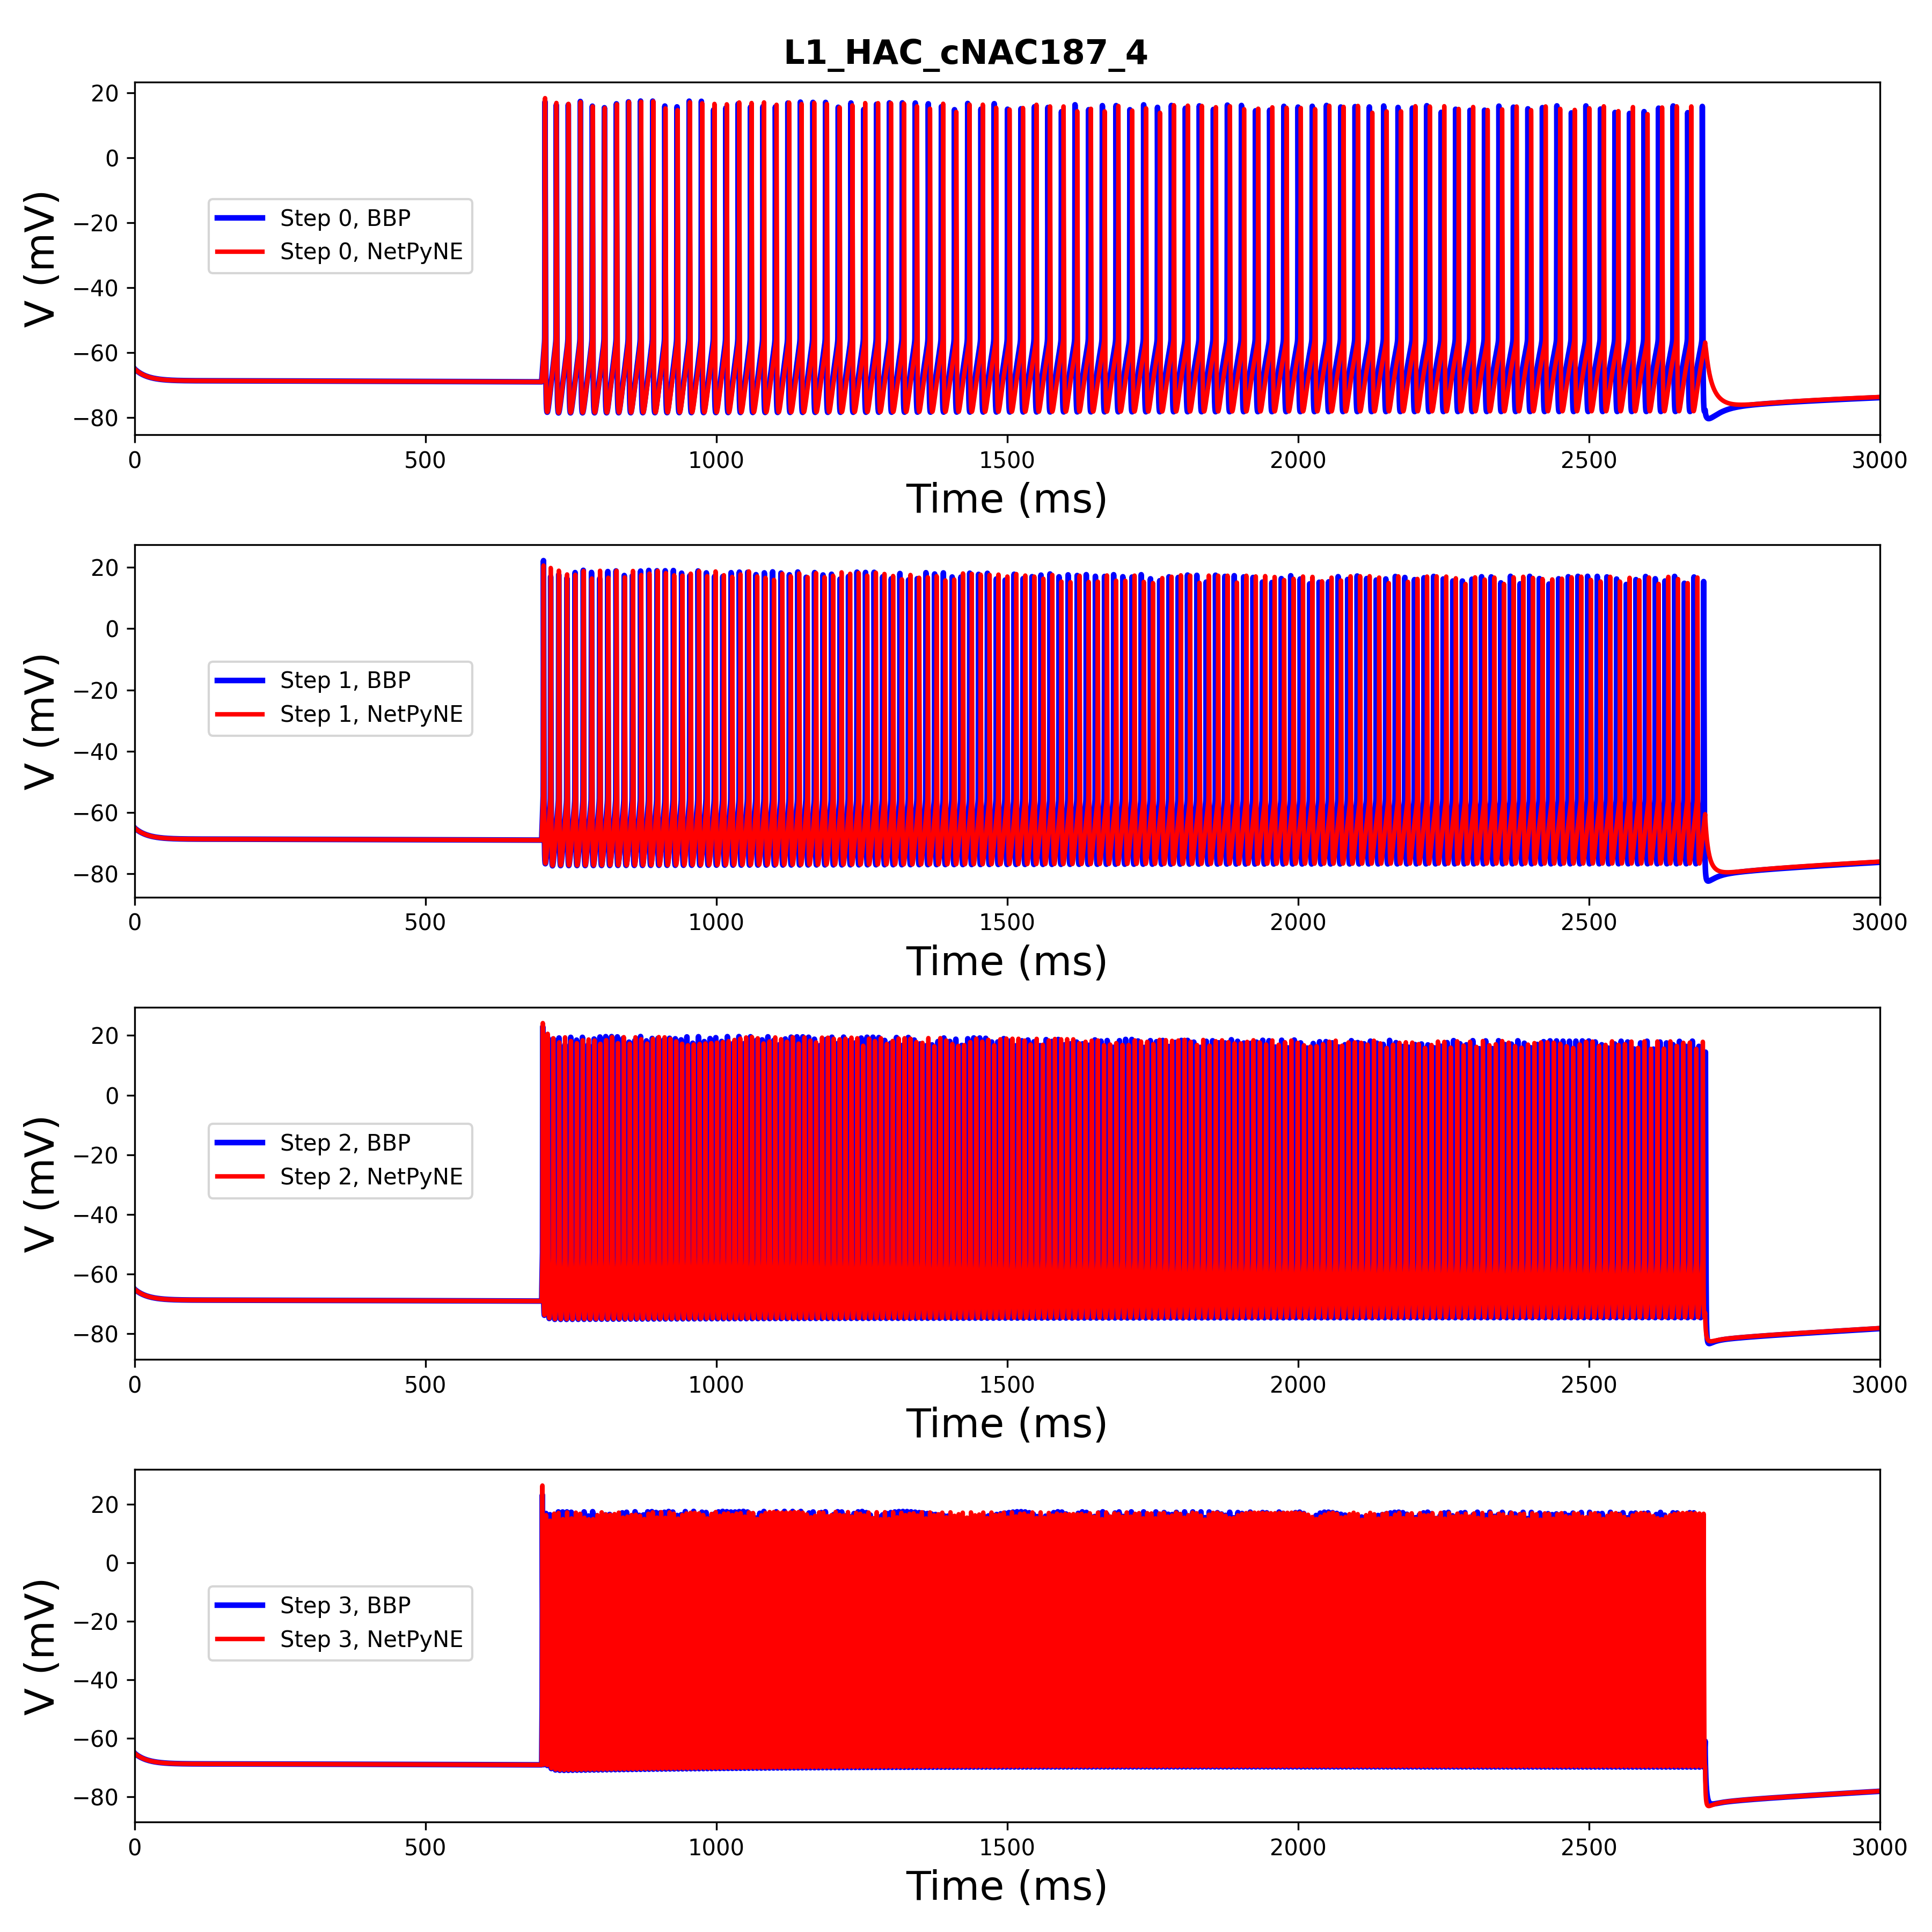 L1_HAC_cNAC187_4
20
0
−20
−40
−60
−80
V (mV)
Step 0, BBP
Step 0, NetPyNE
0 500 1000 1500 2000 2500 3000
Time (ms)
20
0
−20
−40
−60
−80
V (mV)
Step 1, BBP
Step 1, NetPyNE
0 500 1000 1500 2000 2500 3000
Time (ms)
20
0
−20
−40
−60
−80
V (mV)
Step 2, BBP
Step 2, NetPyNE
0 500 1000 1500 2000 2500 3000
Time (ms)
20
0
−20
−40
−60
−80
V (mV)
Step 3, BBP
Step 3, NetPyNE
0 500 1000 1500 2000 2500 3000
Time (ms)